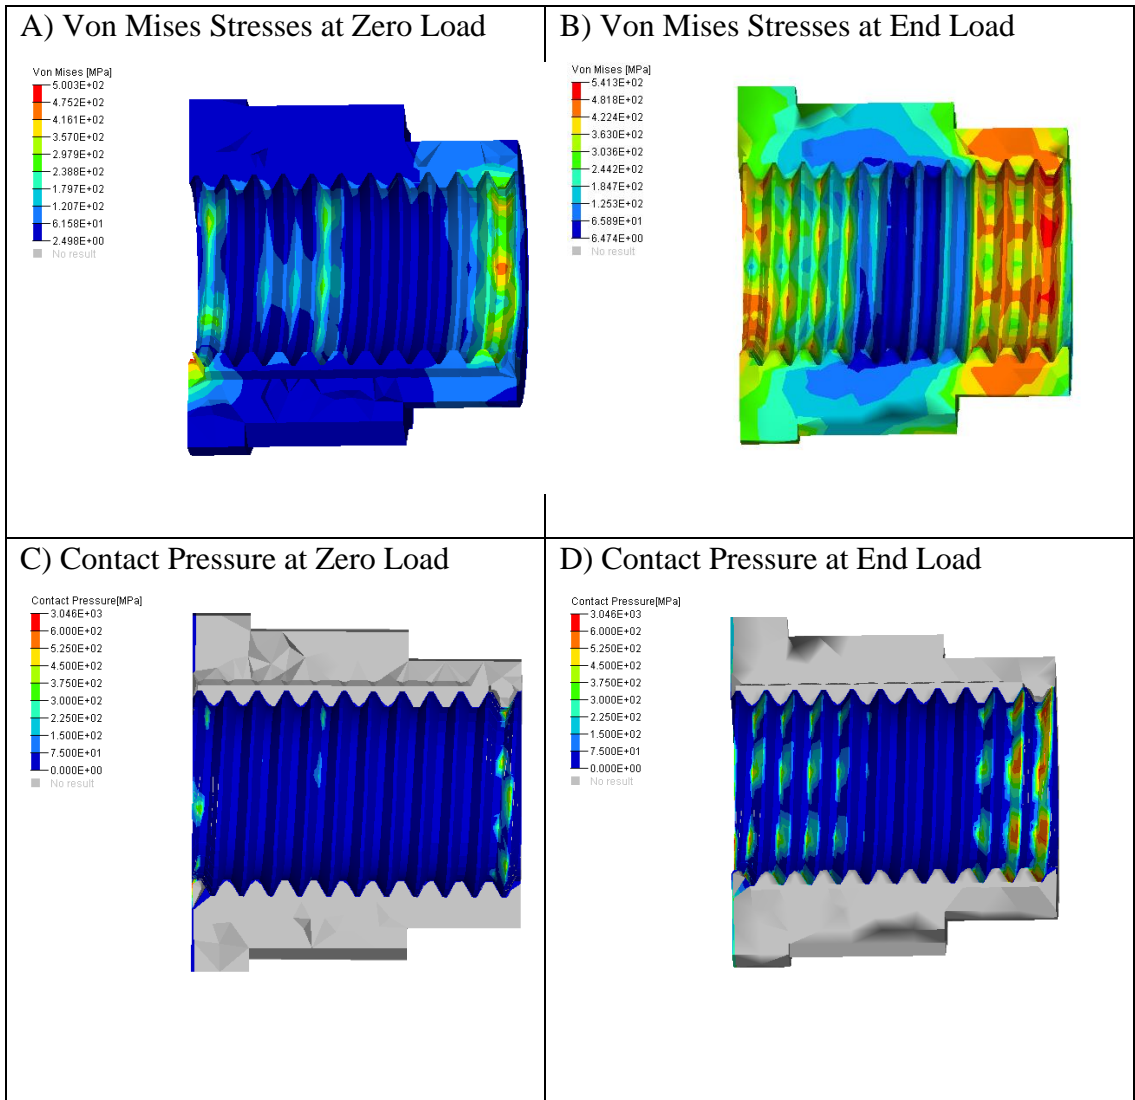 A) Von Mises Stresses at Zero Load
Von Mises [MPa]
5.003E+02
4.752E+02
4.161E+02
3.570E+02
2.979E+02
2.388E+02
1.797E+02
1.207E+02
6.158E+01
2.498E+00
No result
B) Von Mises Stresses at End Load
Von Mises [MPa]
5.413E+02
4.818E+02
4.224E+02
3.630E+02
3.036E+02
2.442E+02
1.847E+02
1.253E+02
6.589E+01
6.474E+00
No result
C) Contact Pressure at Zero Load
Contact Pressure[MPa]
3.046E+03
6.000E+02
5.250E+02
4.500E+02
3.750E+02
3.000E+02
2.250E+02
1.500E+02
7.500E+01
0.000E+00
No result
D) Contact Pressure at End Load
Contact Pressure[MPa]
3.046E+03
6.000E+02
5.250E+02
4.500E+02
3.750E+02
3.000E+02
2.250E+02
1.500E+02
7.500E+01
0.000E+00
No result